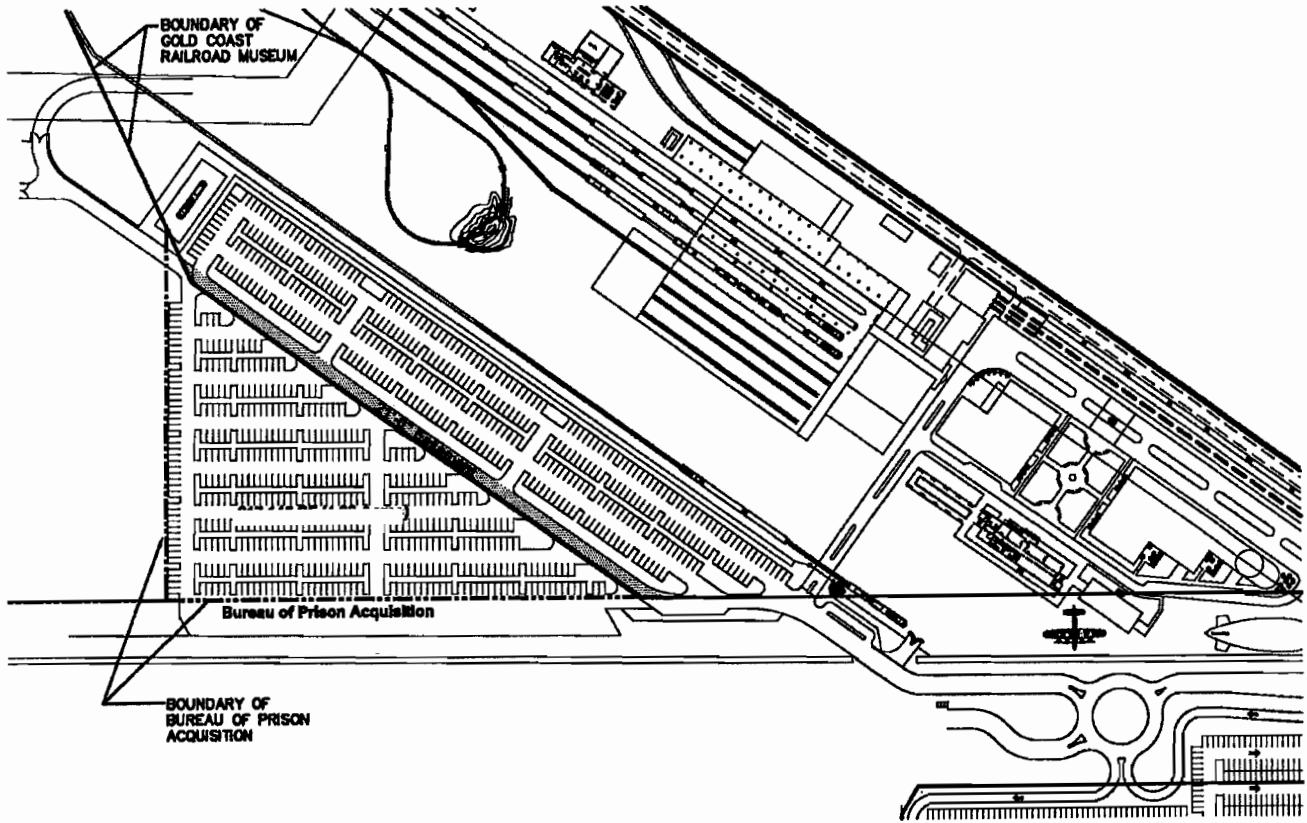 BOUNDARY OF
GOLD COAST
RAILROAD MUSEUM
Bureau of Prison Acquisition
BOUNDARY OF
BUREAU OF PRISON
ACQUISITION